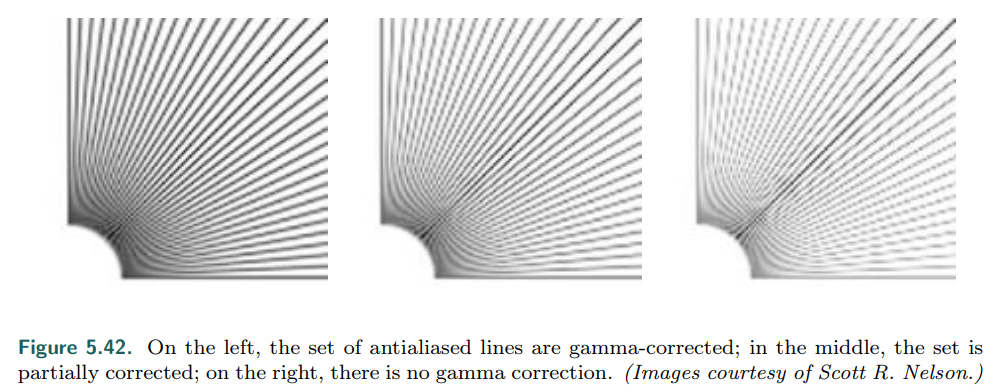 Figure 5.42. On the left, the set of antialiased lines are gamma-corrected; in the middle, the set is
partially corrected; on the right, there is no gamma correction. (Images courtesy of Scott R. Nelson.)